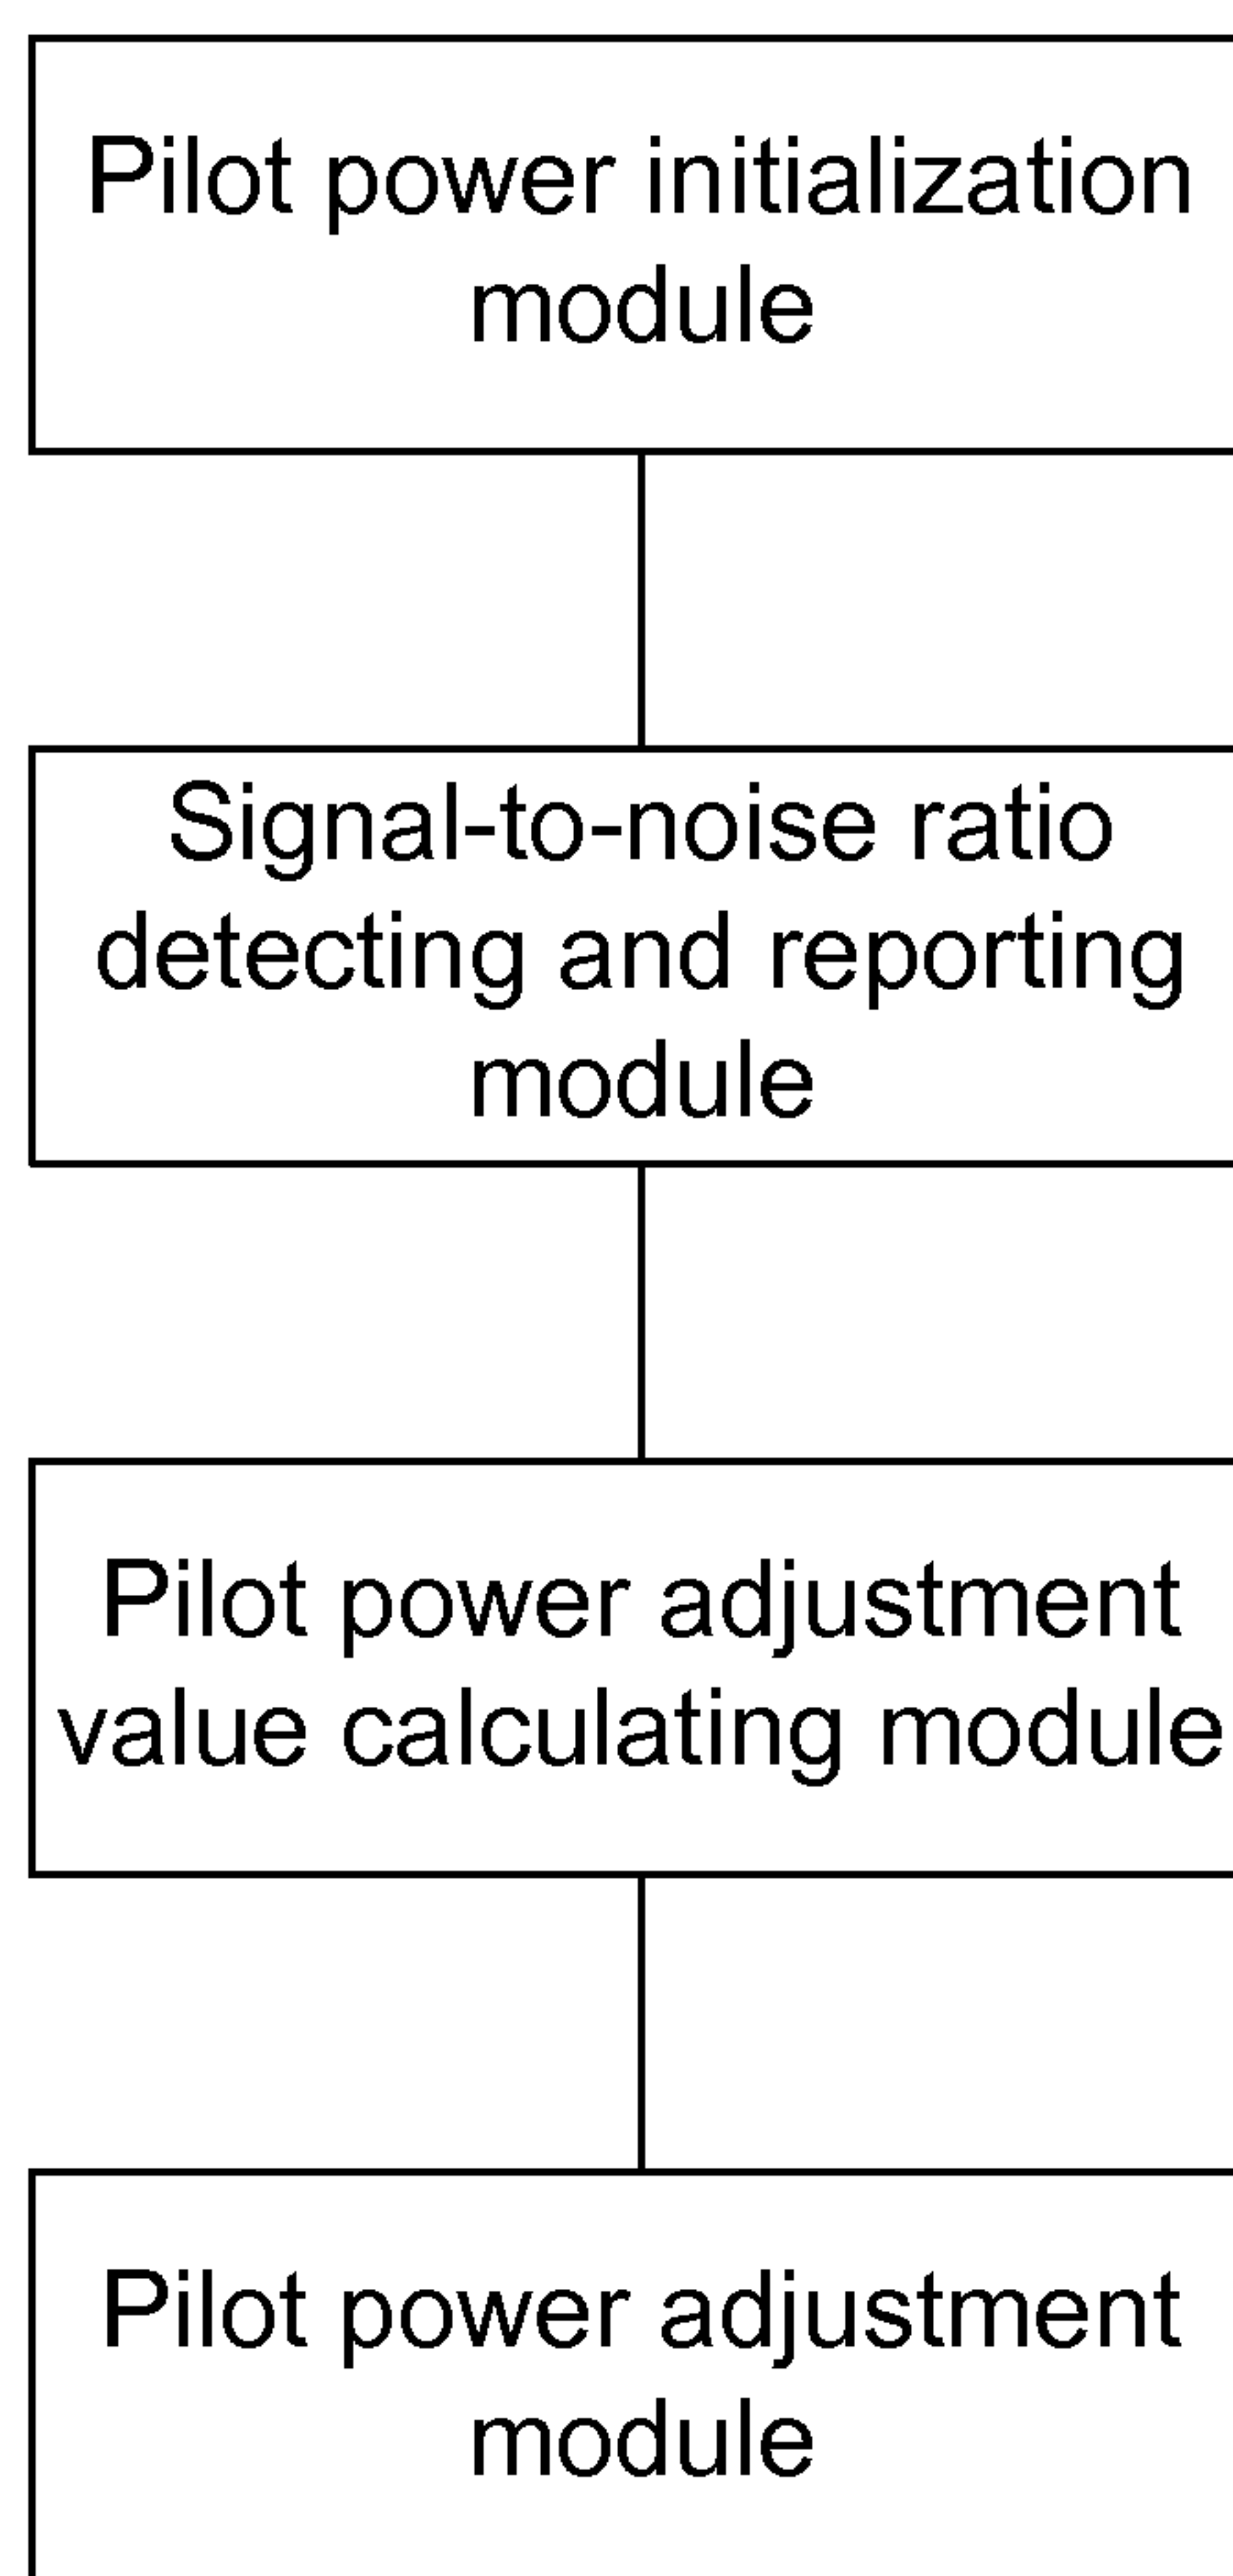 Pilot power initialization
module
Signal-to-noise ratio
detecting and reporting
module
Pilot power adjustment
value calculating module
Pilot power adjustment
module